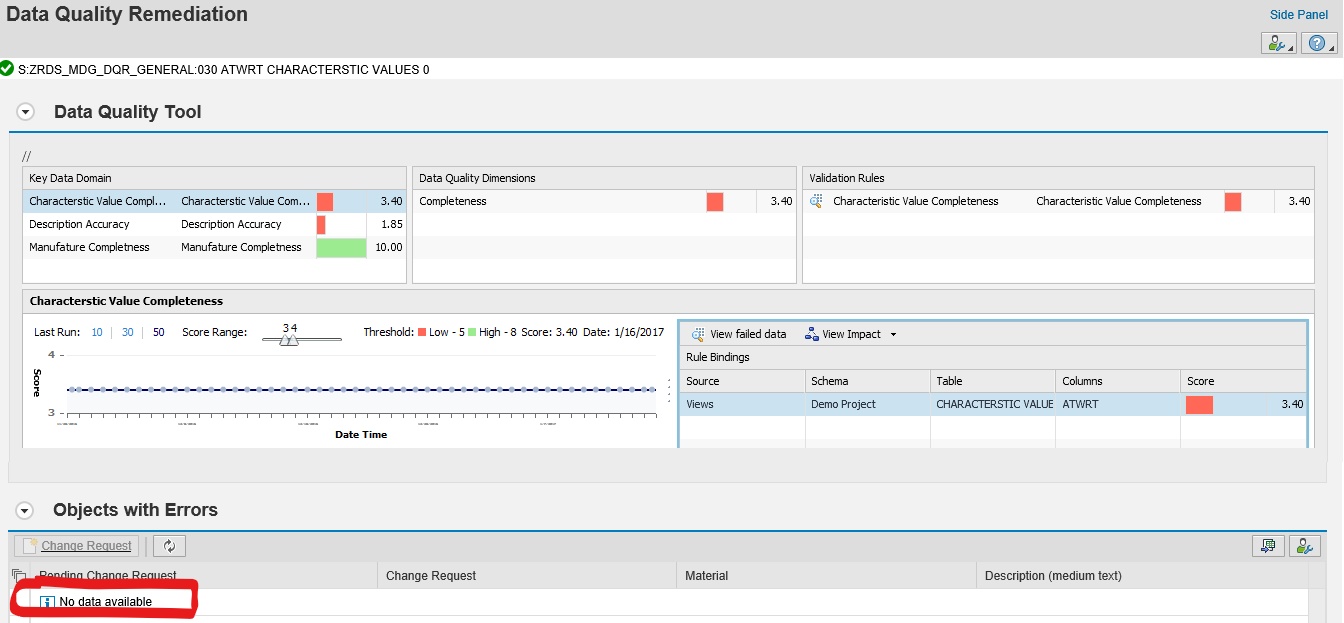 Data Quality Remediation
Side Panel
S:ZRDS_MDG_DQR_GENERAL:030 ATWRT CHARACTERSTIC VALUES 0
Data Quality Tool
//
Key Data Domain
Characterstic Value Compl... Characterstic Value Com... 3.40
Description Accuracy Description Accuracy 1.85
Manufature Completness Manufature Completness 10.00
Data Quality Dimensions
Completeness 3.40
Validation Rules
Characteristic Value Completeness Characteristic Value Completeness 3.40
Characterstic Value Completeness
Last Run: 10 30 50 Score Range: 3 4 Threshold: Low - 5 High - 8 Score: 3.40 Date: 1/16/2017
4
Score
3
Date Time
View failed data View Impact
Rule Bindings
Source Schema Table Columns Score
Views Demo Project CHARACTERSTIC VALUE ATWRT 3.40
Objects with Errors
Change Request
Pending Change Request Change Request Material Description (medium text)
No data available